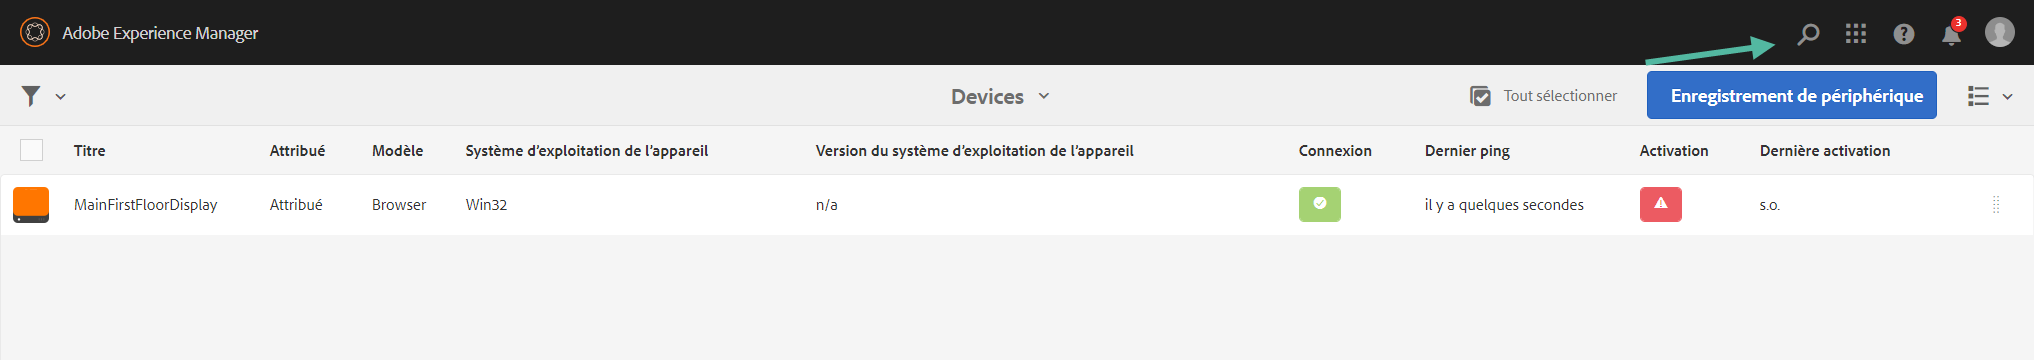 Adobe Experience Manager
3
Devices
Tout sélectionner
Enregistrement de périphérique
Titre Attribué Modèle Système d'exploitation de l'appareil Version du système d'exploitation de l'appareil Connexion Dernier ping Activation Dernière activation
MainFirstFloorDisplay Attribué Browser Win32 n/a il y a quelques secondes s.o.